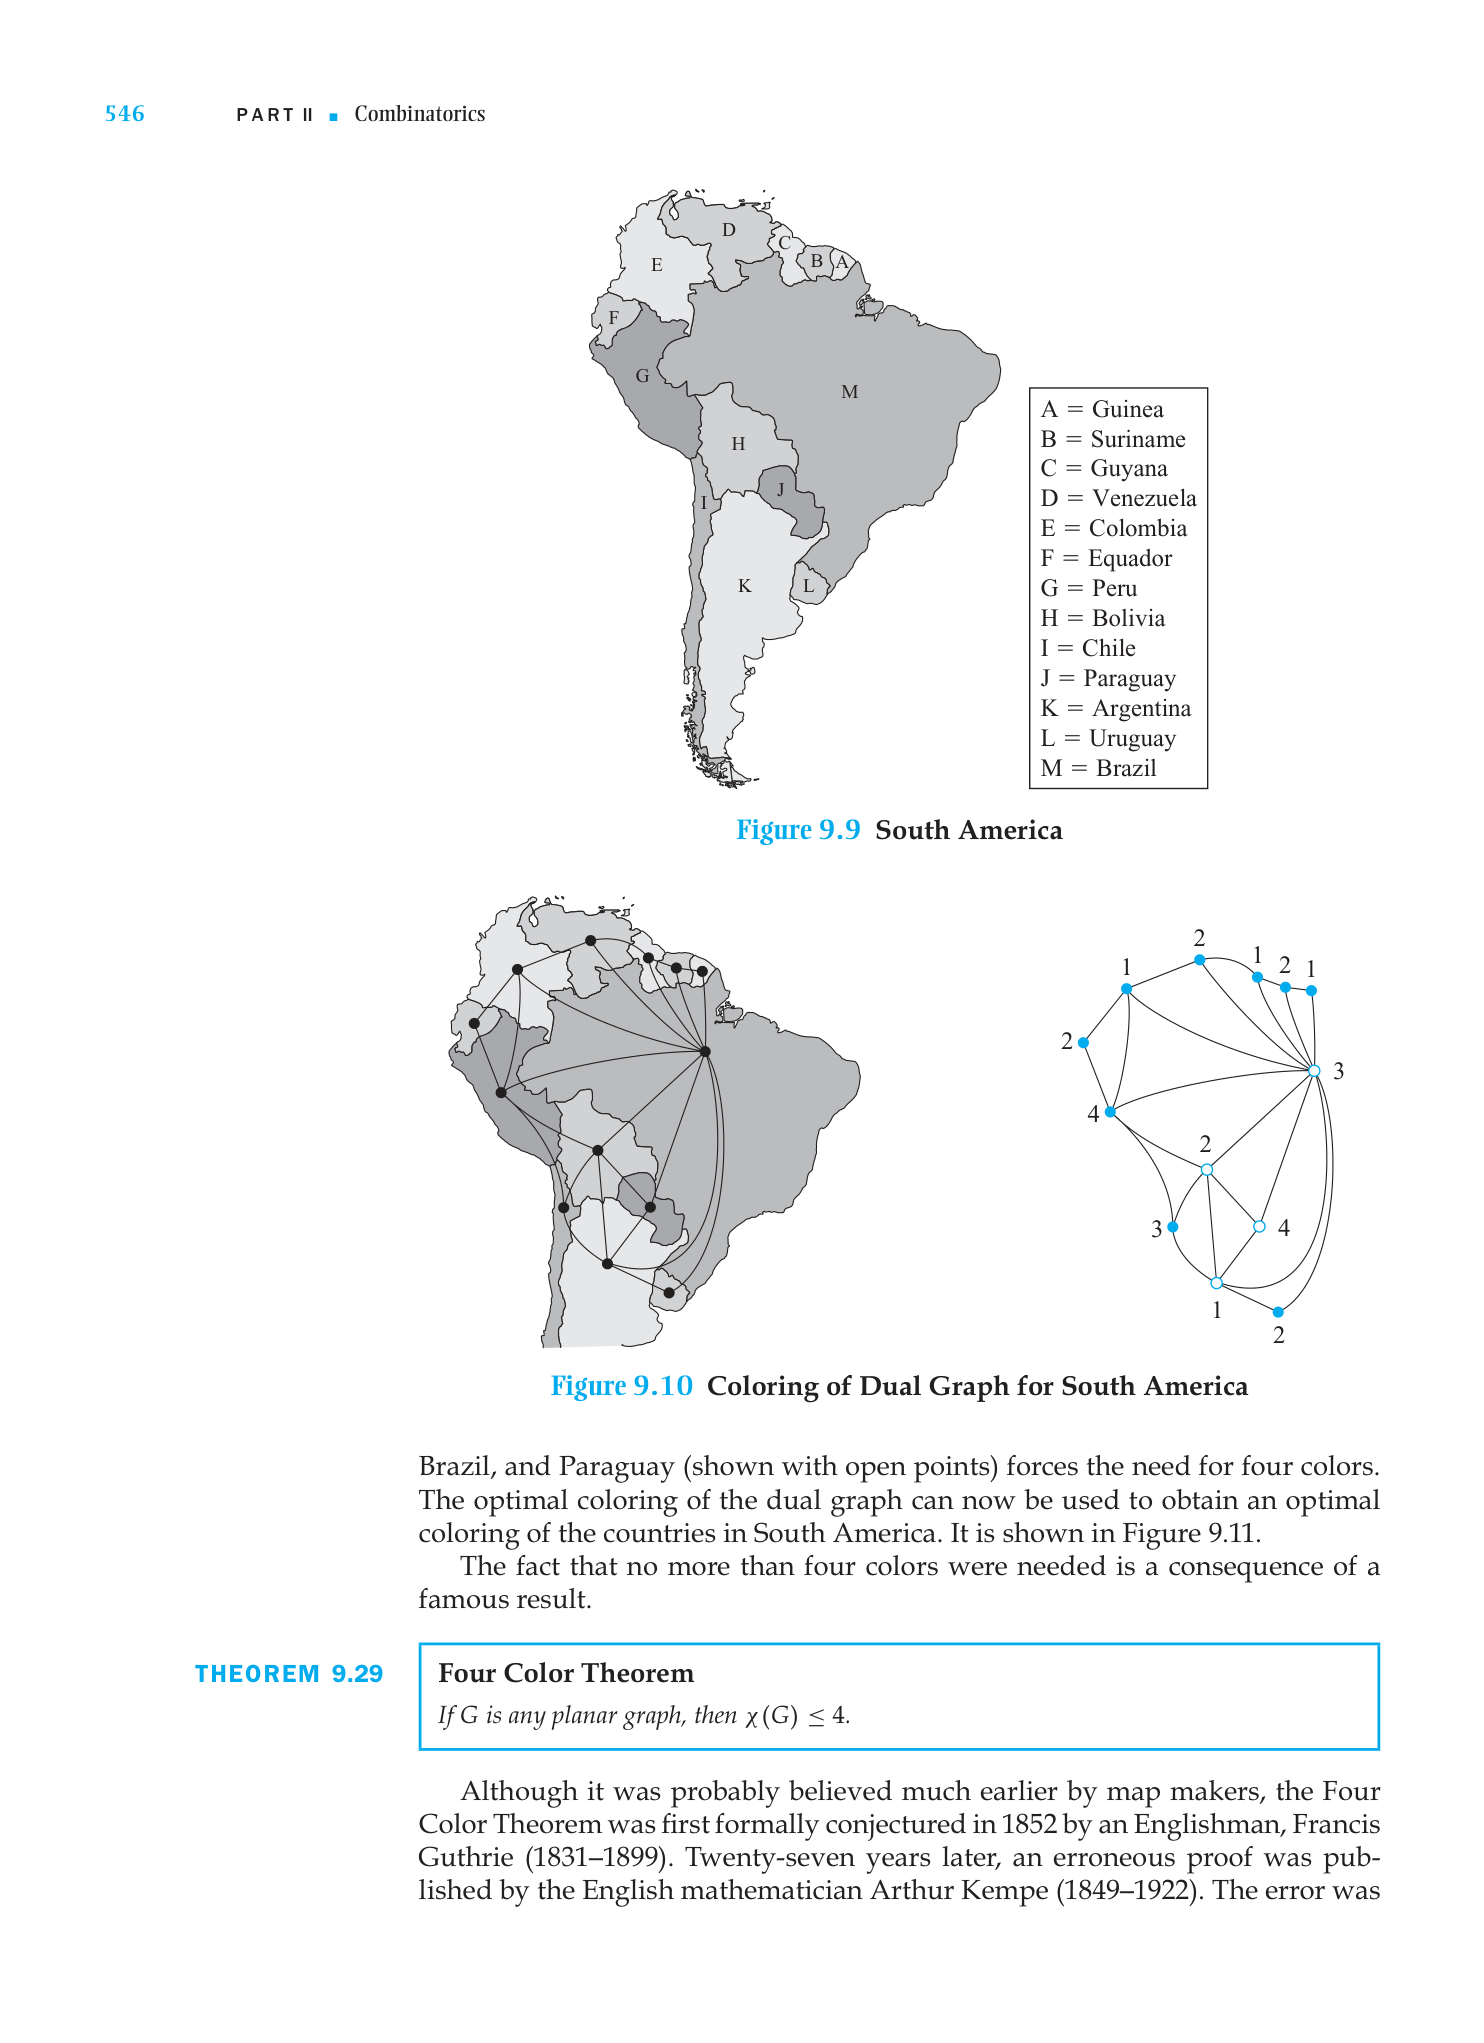 546 PART II ■ Combinatorics
D
C
B
A
E
F
G
M
H
J
I
K
L
A = Guinea
B = Suriname
C = Guyana
D = Venezuela
E = Colombia
F = Equador
G = Peru
H = Bolivia
I = Chile
J = Paraguay
K = Argentina
L = Uruguay
M = Brazil
Figure 9.9 South America
2
1
1 2 1
2
3
4
2
3
4
1
2
Figure 9.10 Coloring of Dual Graph for South America
Brazil, and Paraguay (shown with open points) forces the need for four colors.
The optimal coloring of the dual graph can now be used to obtain an optimal
coloring of the countries in South America. It is shown in Figure 9.11.
The fact that no more than four colors were needed is a consequence of a
famous result.
THEOREM 9.29
Four Color Theorem
If G is any planar graph, then χ(G) ≤ 4.
Although it was probably believed much earlier by map makers, the Four
Color Theorem was first formally conjectured in 1852 by an Englishman, Francis
Guthrie (1831–1899). Twenty-seven years later, an erroneous proof was pub-
lished by the English mathematician Arthur Kempe (1849–1922). The error was